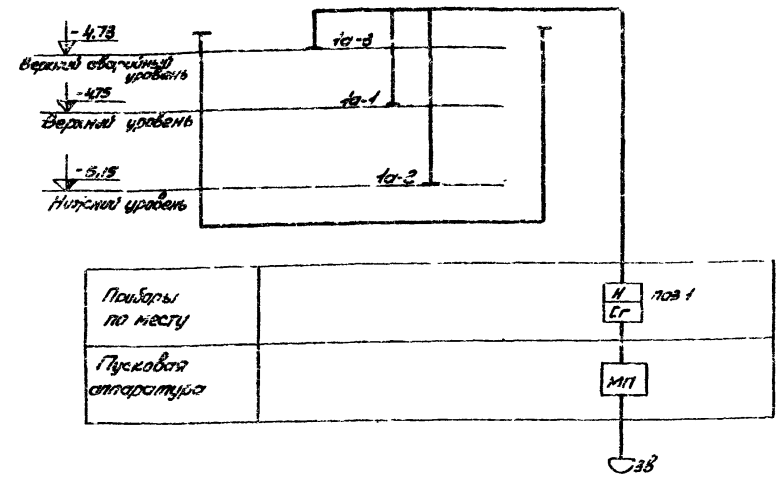 -4.73
1а-3
Верхний аварийный
уровень
-4.75
1а-1
Верхний уровень
-5.15
1а-2
Нижний уровень
Приборы
по месту
Н
Сг
поз 1
Пусковая
аппаратура
МП
ЗВ